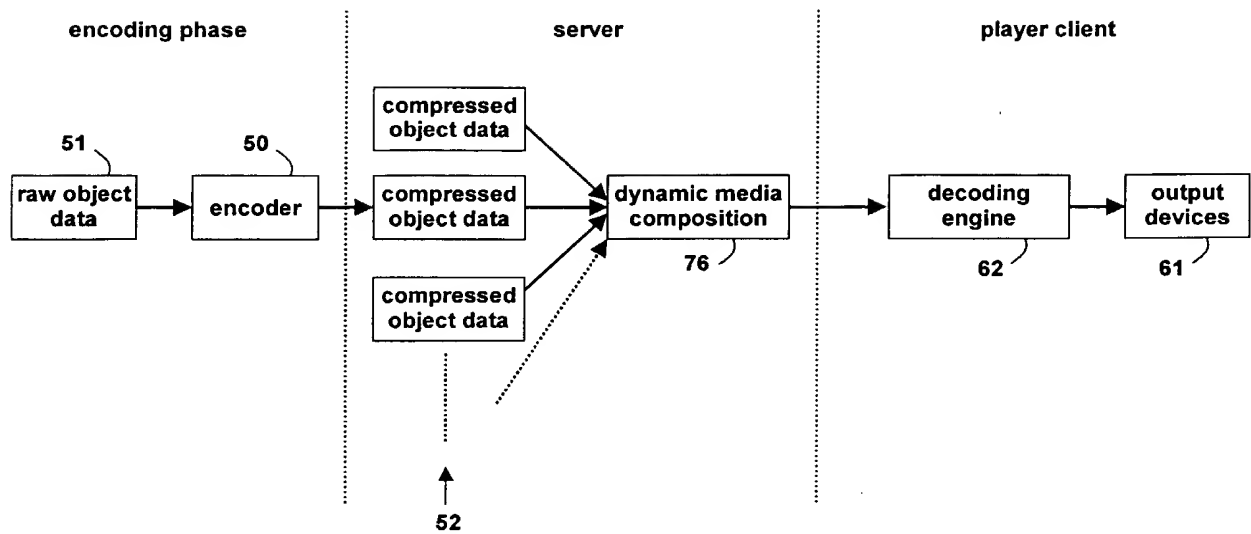 encoding phase
server
player client
compressed
object data
51
50
raw object
data
encoder
compressed
object data
dynamic media
composition
decoding
engine
output
devices
76
62
61
compressed
object data
52